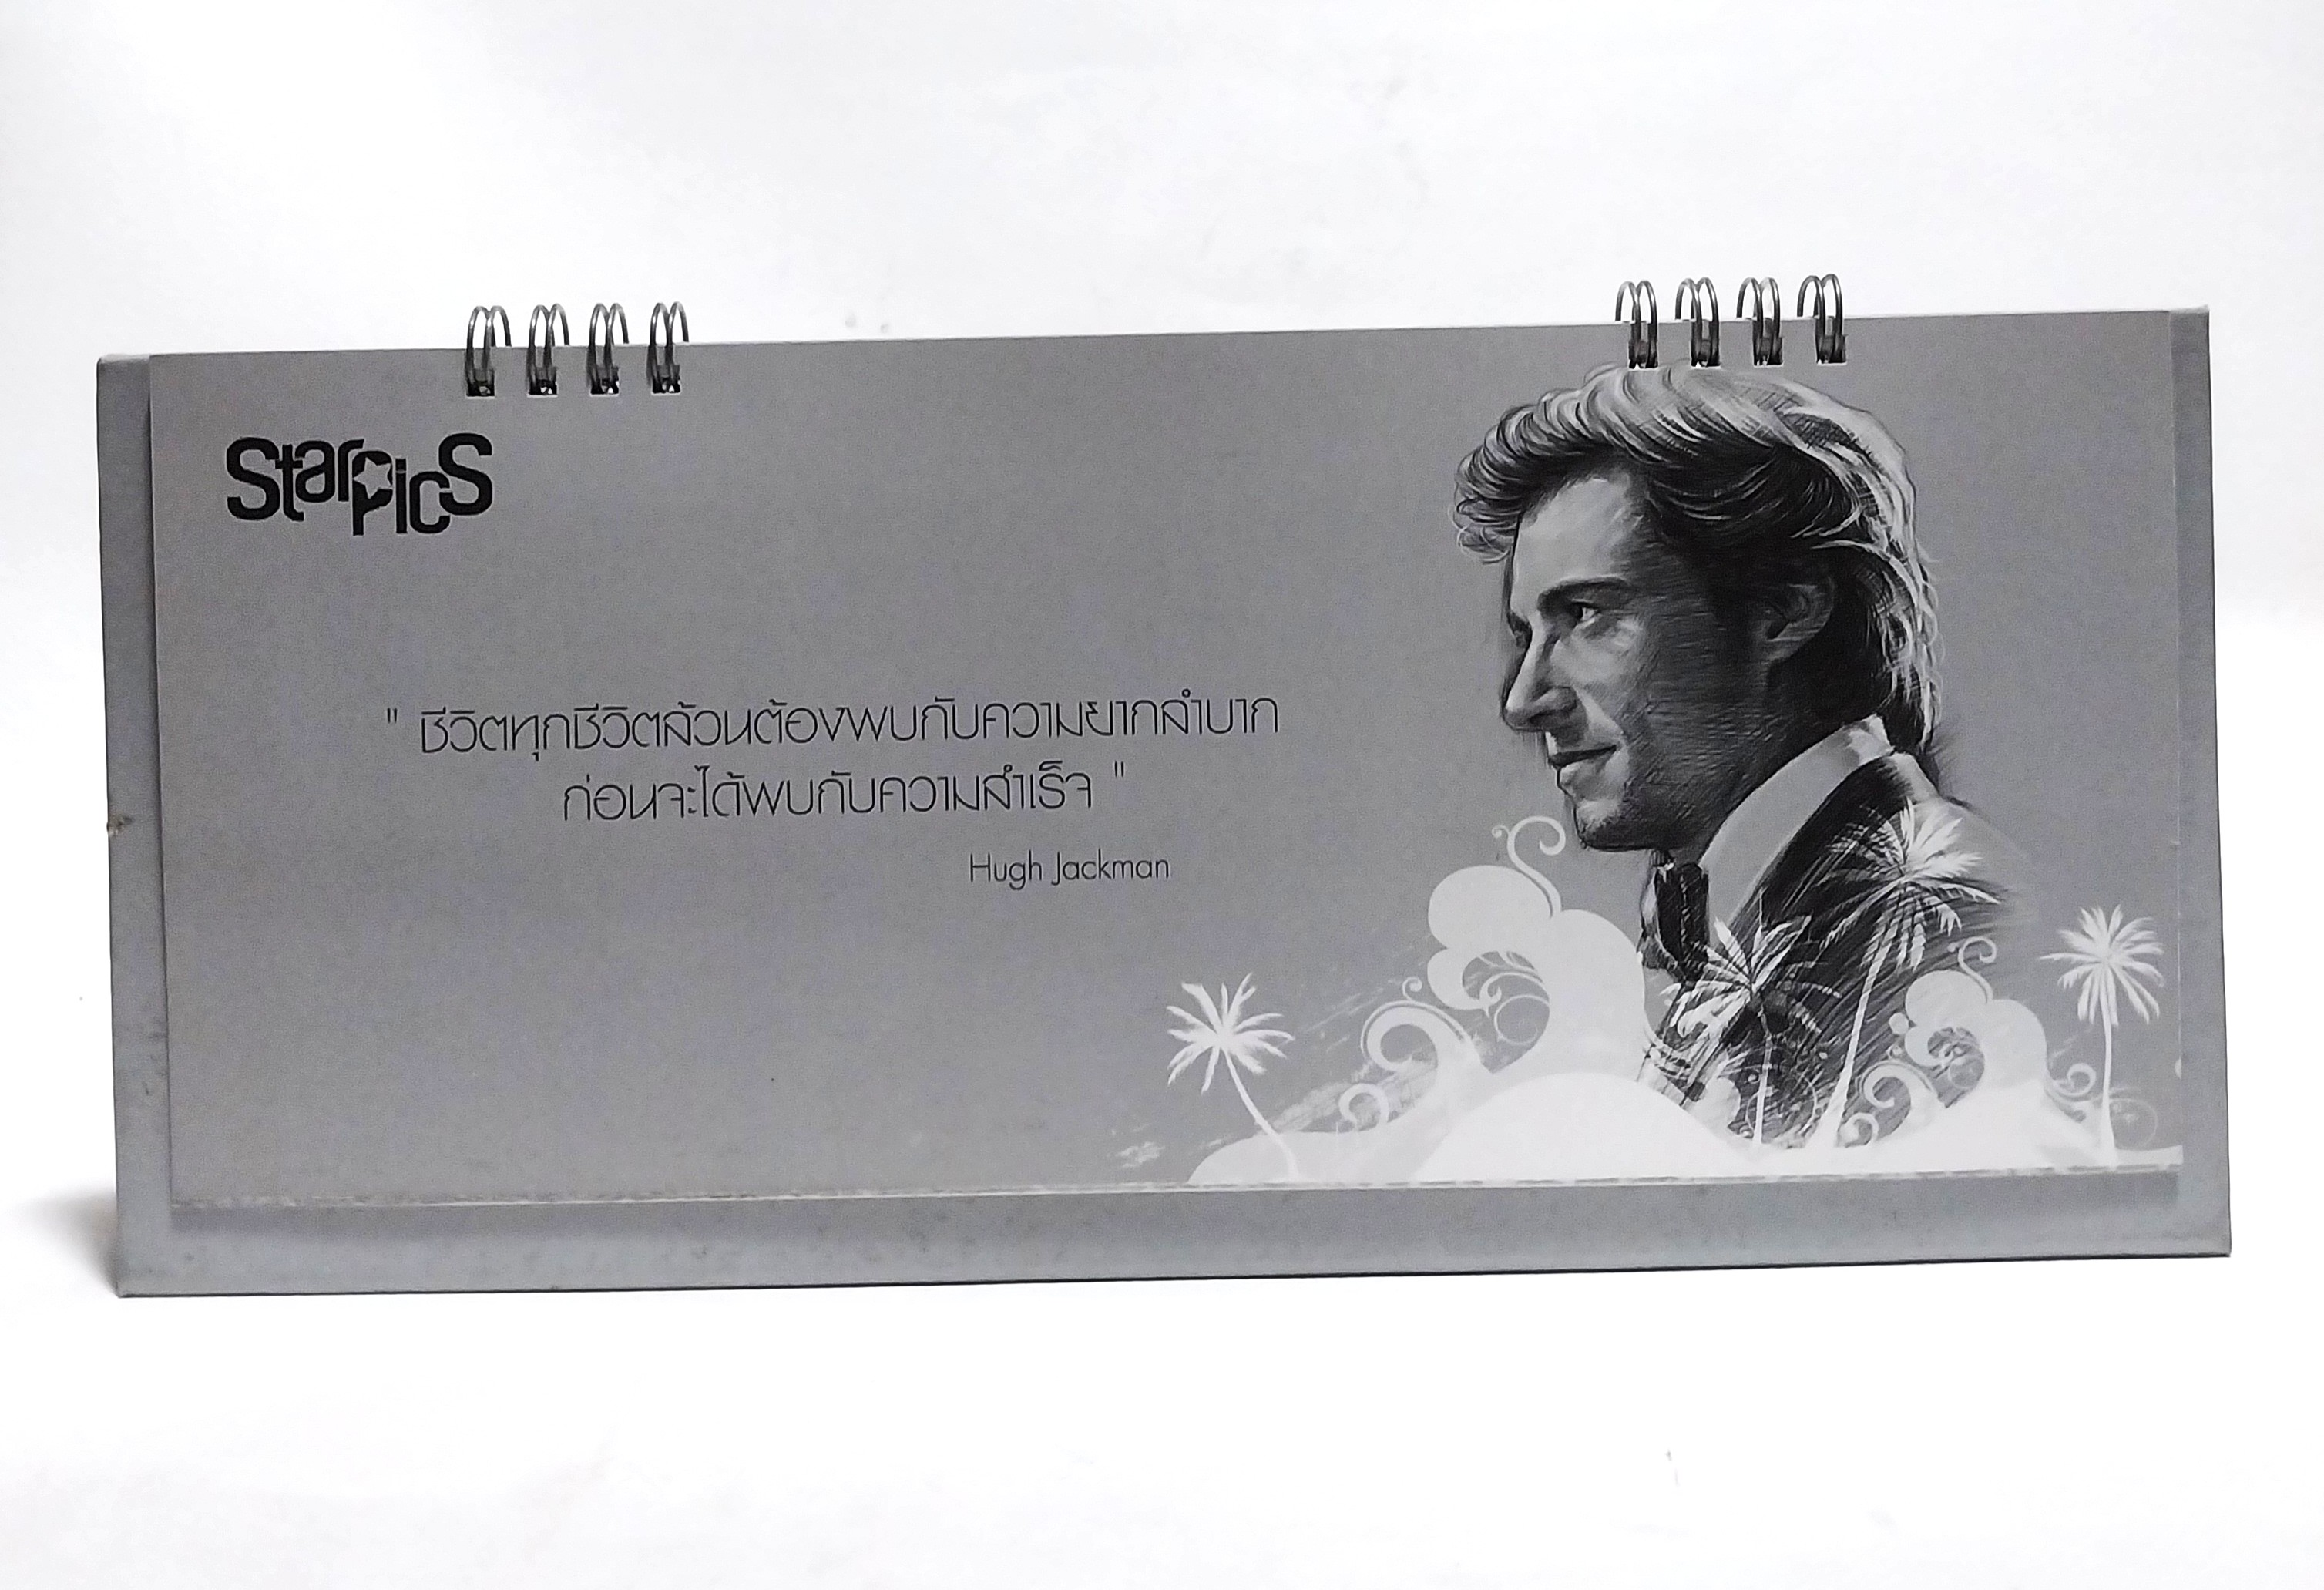 StarPics
" ชีวิตทุกชีวิตล้วนต้องพบกับความยากลำบาก
ก่อนจะได้พบกับความสำเร็จ "
Hugh Jackman